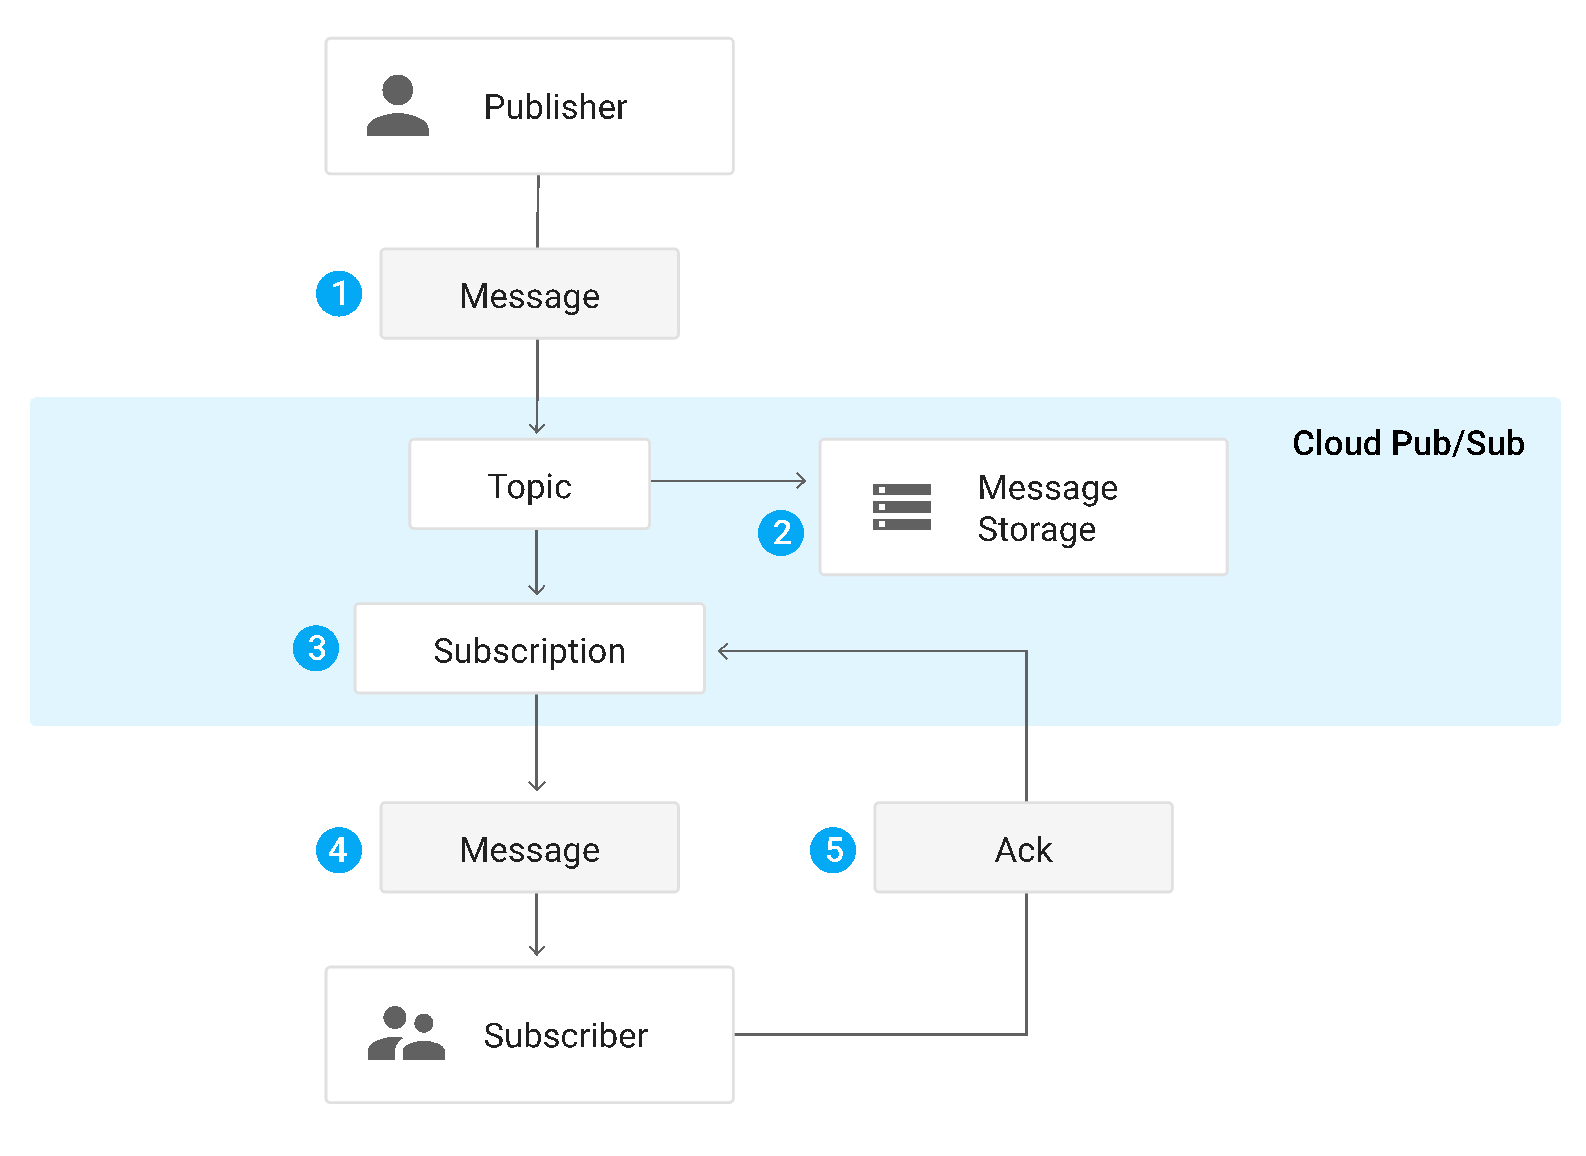 Publisher
1
Message
Cloud Pub/Sub
Topic
Message
Storage
2
3
Subscription
4
Message
5
Ack
Subscriber